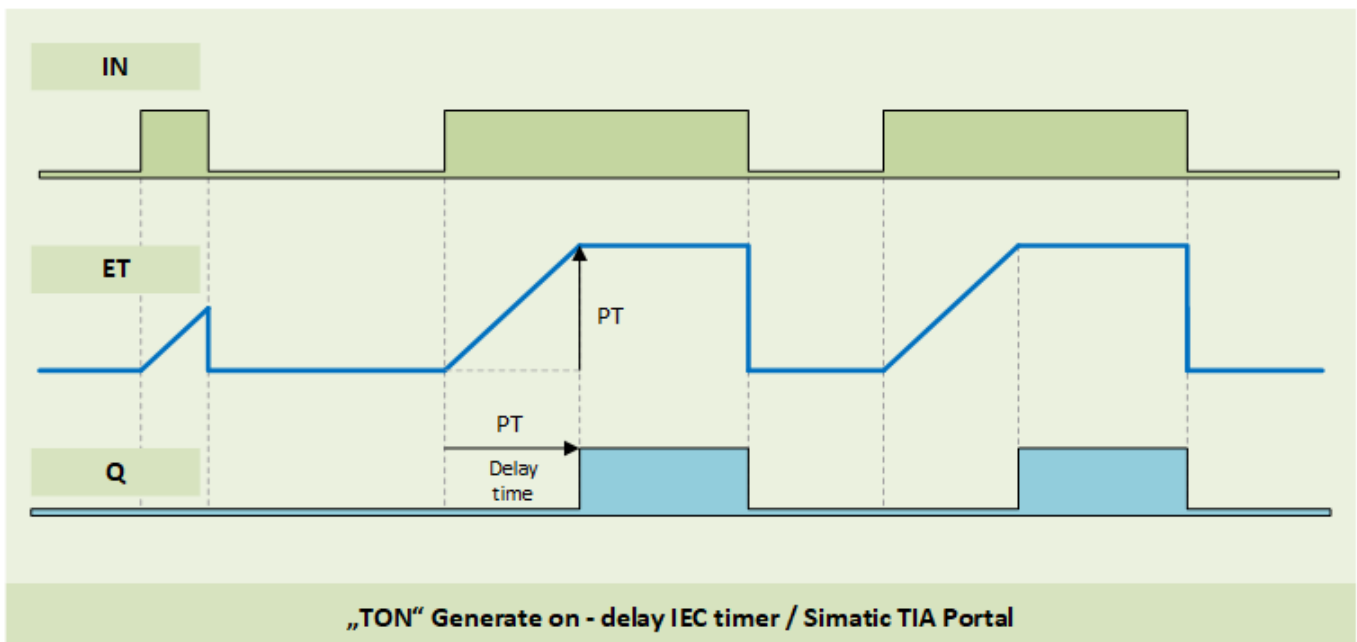 IN
ET
PT
PT
Delay
time
Q
„TON“ Generate on - delay IEC timer / Simatic TIA Portal